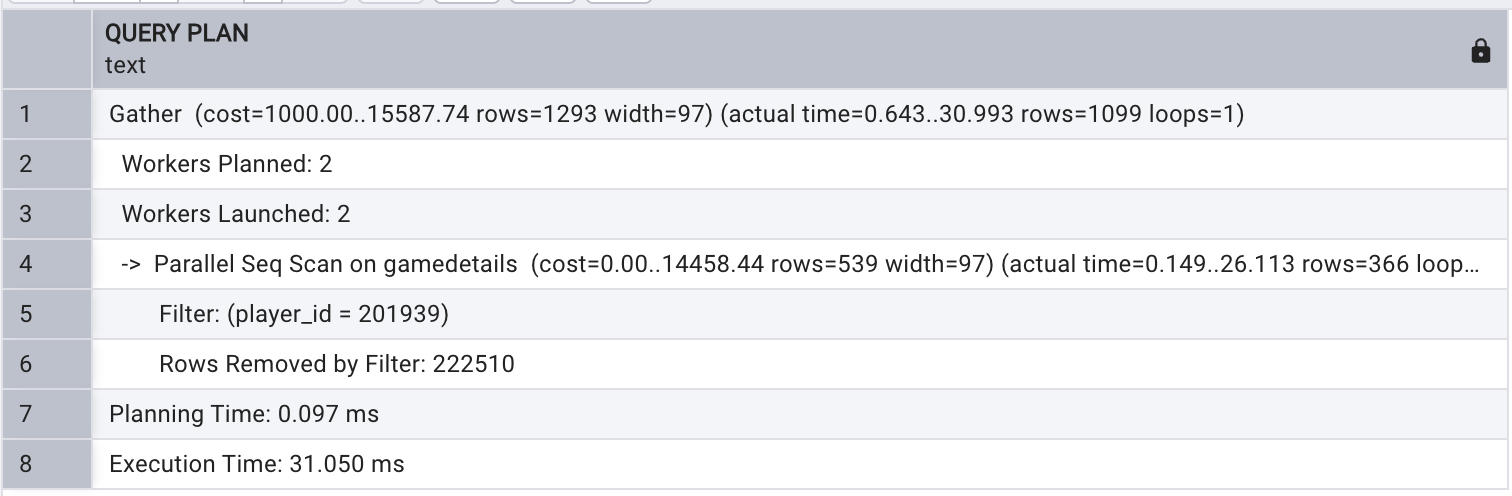 QUERY PLAN
text
1 Gather (cost=1000.00..15587.74 rows=1293 width=97) (actual time=0.643..30.993 rows=1099 loops=1)
2 Workers Planned: 2
3 Workers Launched: 2
4 -> Parallel Seq Scan on gamedetails (cost=0.00..14458.44 rows=539 width=97) (actual time=0.149..26.113 rows=366 loop...
5 Filter: (player_id = 201939)
6 Rows Removed by Filter: 222510
7 Planning Time: 0.097 ms
8 Execution Time: 31.050 ms